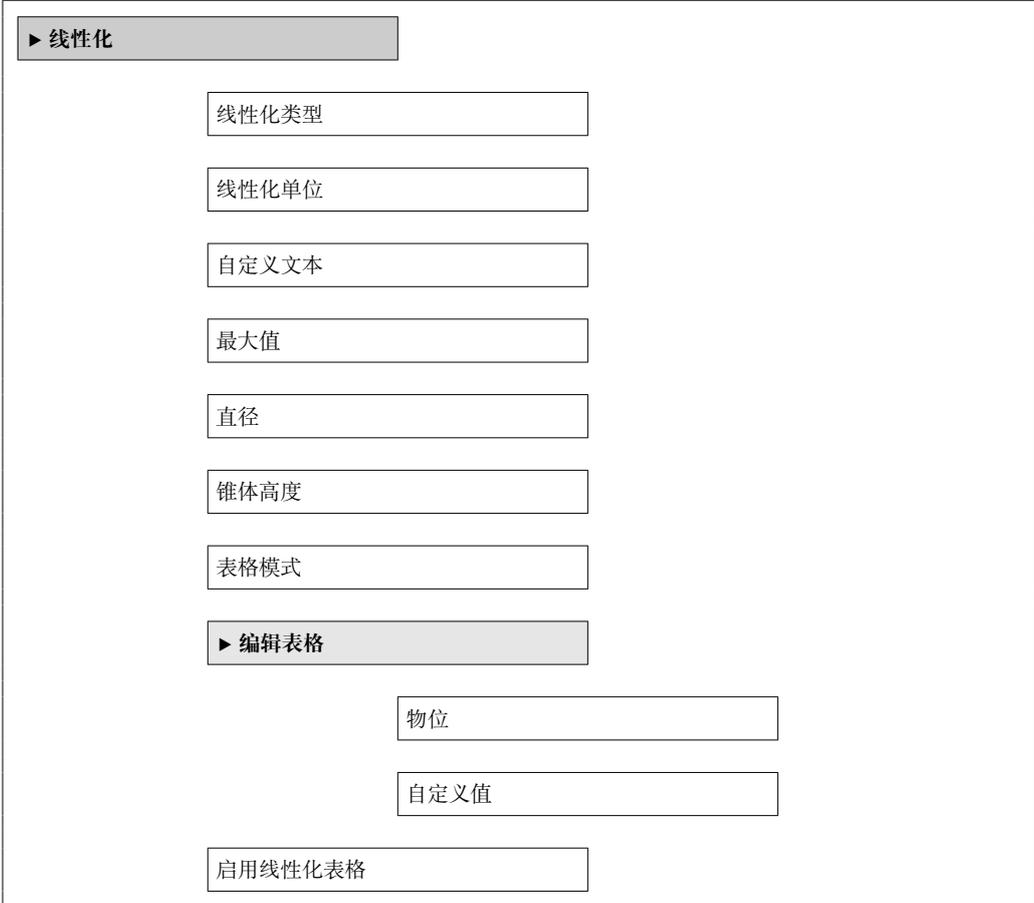 ▶ 线性化
线性化类型
线性化单位
自定义文本
最大值
直径
锥体高度
表格模式
▶ 编辑表格
物位
自定义值
启用线性化表格